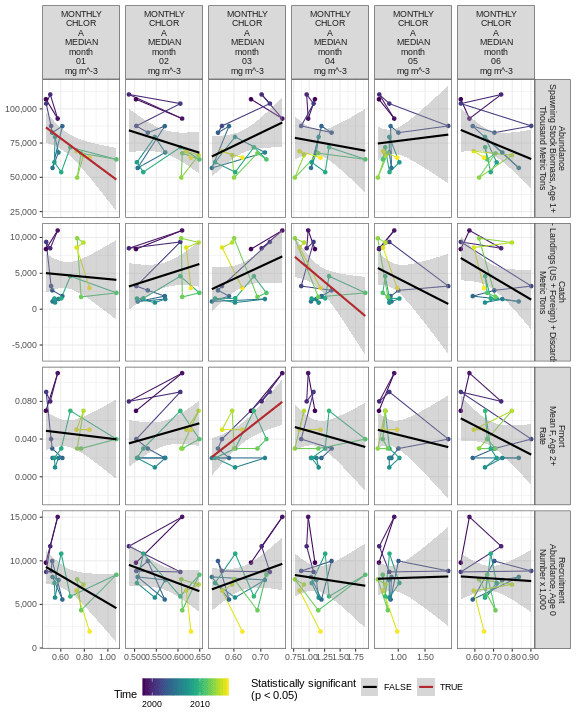 MONTHLY CHLOR A MEDIAN month 01 mg m^-3
MONTHLY CHLOR A MEDIAN month 02 mg m^-3
MONTHLY CHLOR A MEDIAN month 03 mg m^-3
MONTHLY CHLOR A MEDIAN month 04 mg m^-3
MONTHLY CHLOR A MEDIAN month 05 mg m^-3
MONTHLY CHLOR A MEDIAN month 06 mg m^-3
100,000
75,000
50,000
25,000
Abundance
Spawning Stock Biomass, Age 1+
Thousand Metric Tons
10,000
5,000
0
-5,000
Catch
- Landings (US + Foreign) + Discard
Metric Tons
0.080
0.040
0.000
Fmort
Mean F, Age 2+
Rate
15,000
10,000
5,000
0
Recruitment
Abundance, Age 0
Number x 1,000
0.60 0.80 1.00
0.500 0.550 0.600 0.650
0.60 0.70
0.75 1.00 1.25 1.50 1.75
1.00 1.50
0.60 0.70 0.80 0.90
Time
2000 2010
Statistically significant
(p < 0.05)
FALSE
TRUE